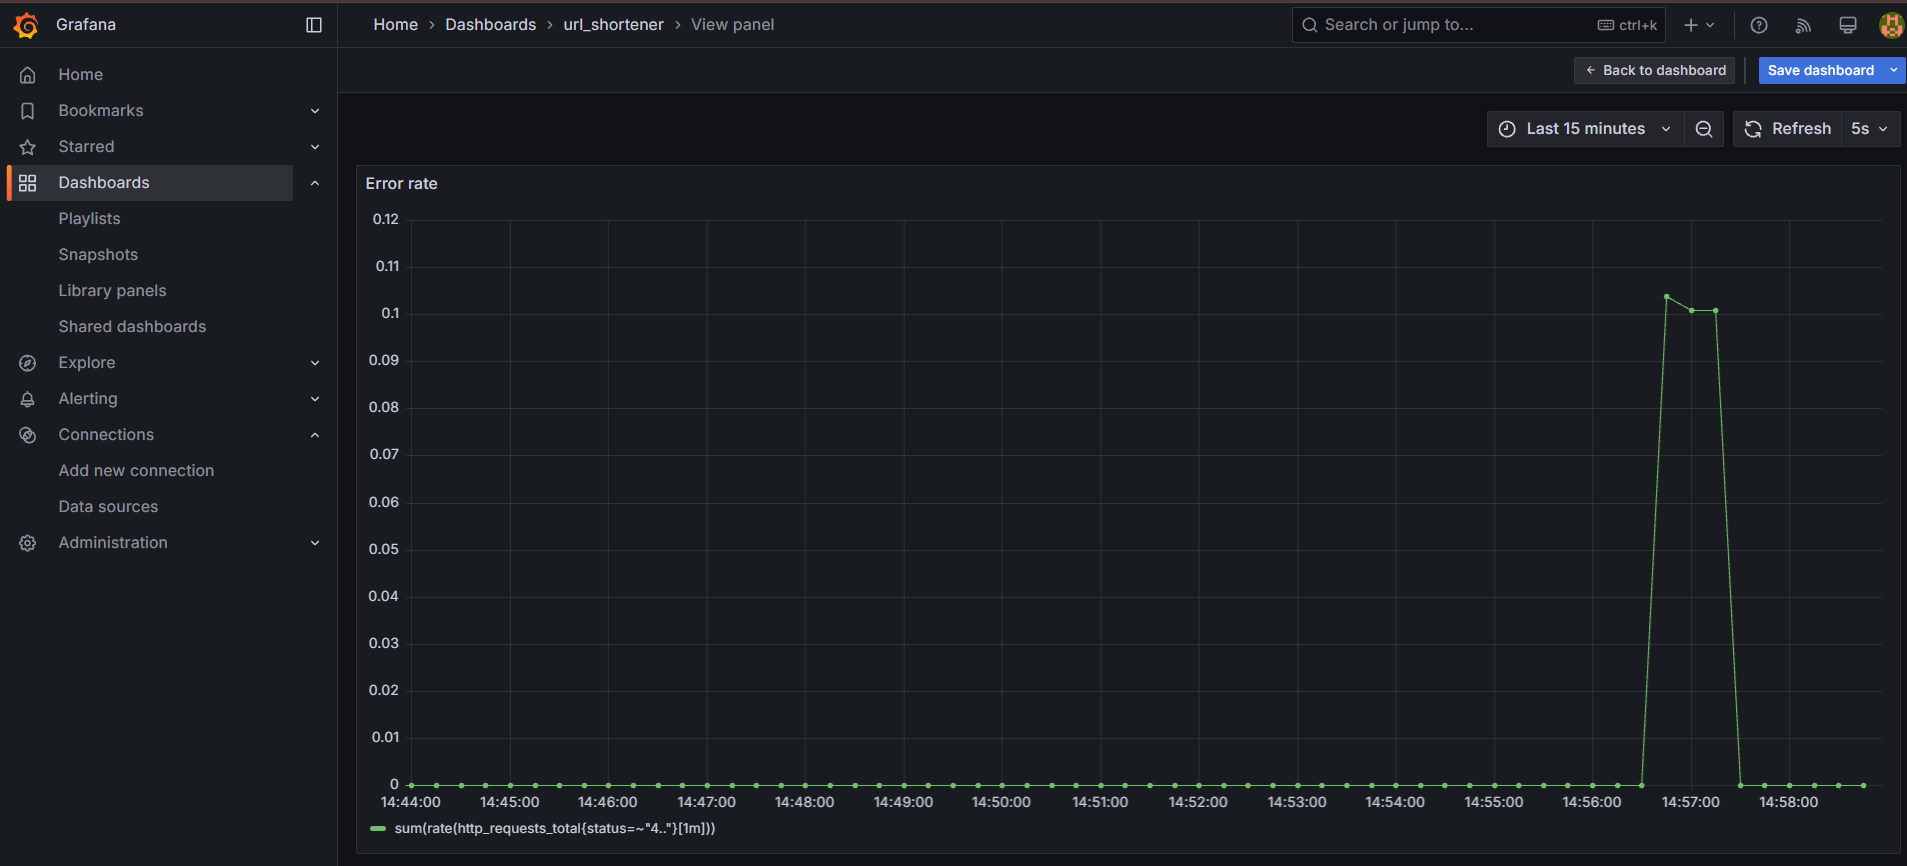 Grafana
Home › Dashboards › url_shortener › View panel
Search or jump to...
ctrl+k
Back to dashboard
Save dashboard
Home
Bookmarks
Starred
Dashboards
Playlists
Snapshots
Library panels
Shared dashboards
Explore
Alerting
Connections
Add new connection
Data sources
Administration
Last 15 minutes
Refresh
5s
Error rate
0.12
0.11
0.1
0.09
0.08
0.07
0.06
0.05
0.04
0.03
0.02
0.01
0
14:44:00 14:45:00 14:46:00 14:47:00 14:48:00 14:49:00 14:50:00 14:51:00 14:52:00 14:53:00 14:54:00 14:55:00 14:56:00 14:57:00 14:58:00
sum(rate(http_requests_total{status=~"4.."}[1m]))